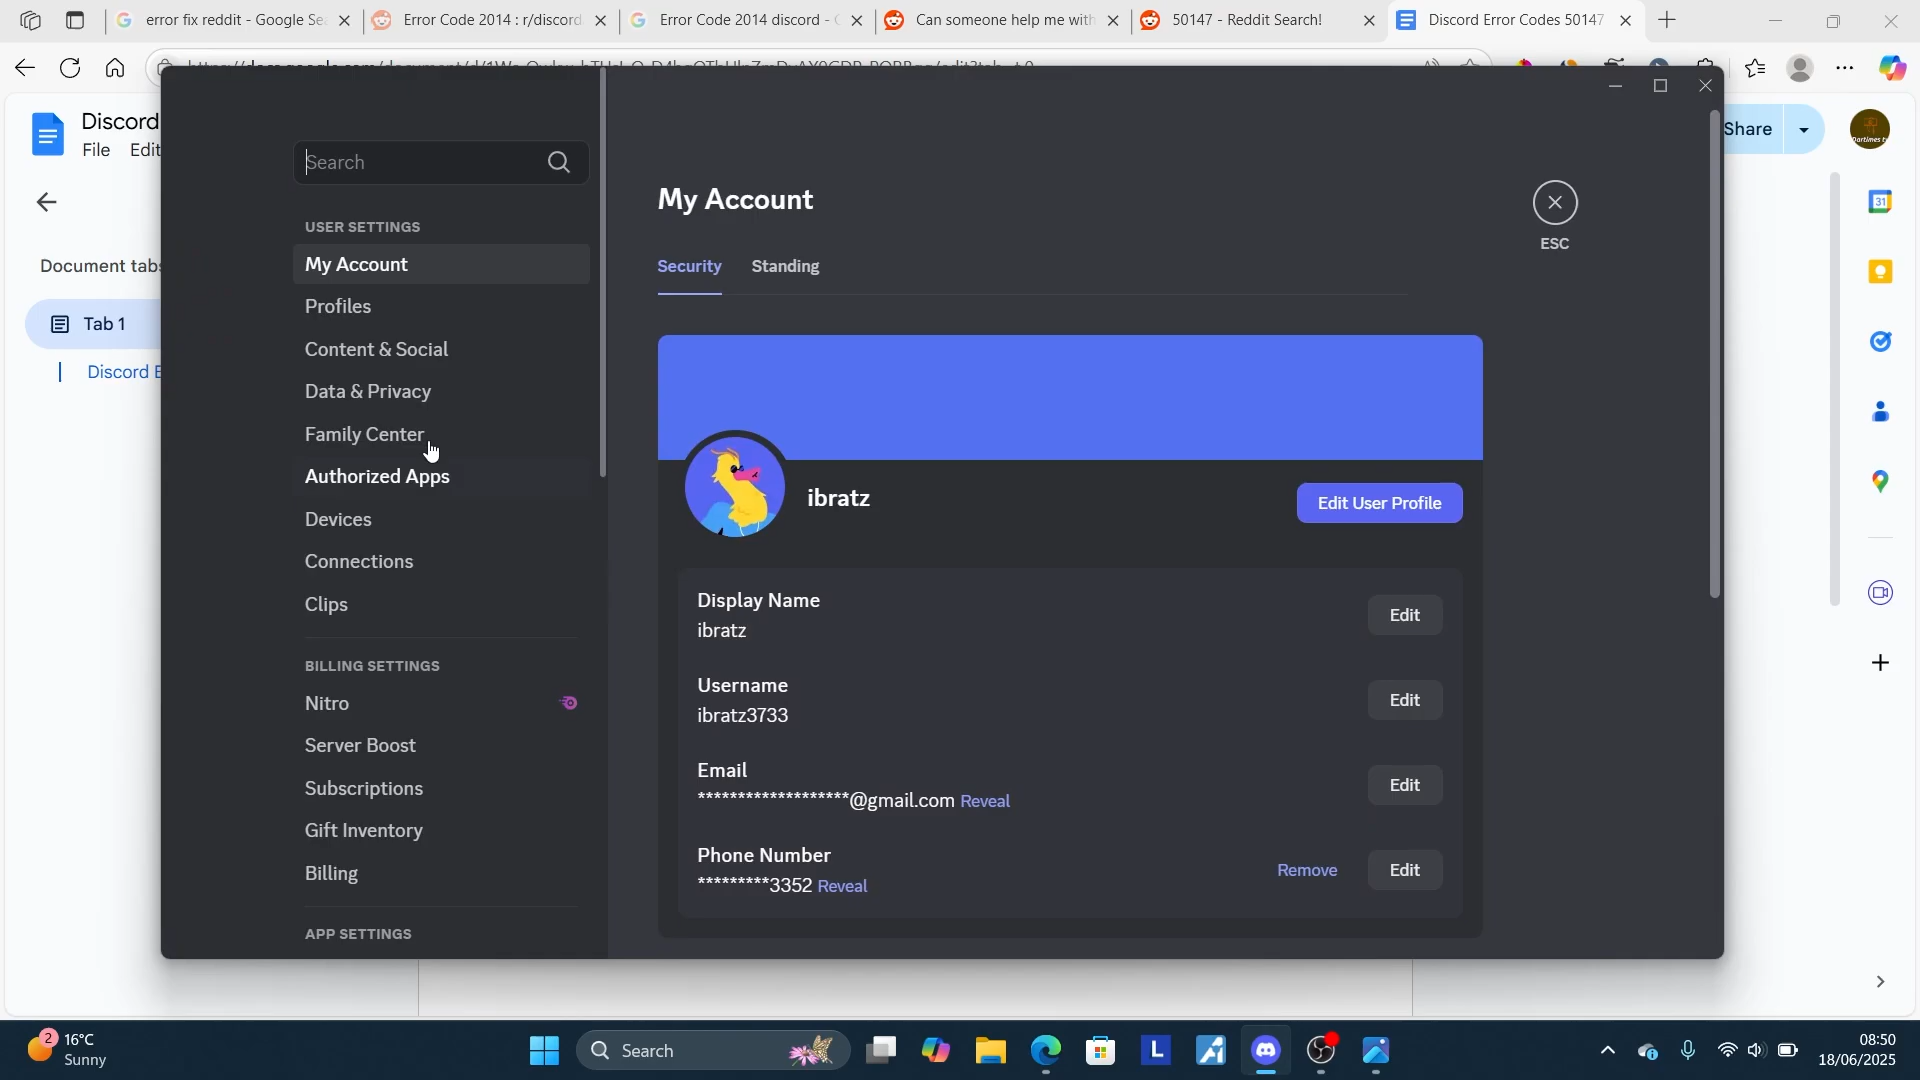 error fix reddit - Google Se
Error Code 2014 : r/discord
Error Code 2014 discord -
Can someone help me with
50147 - Reddit Search!
Discord Error Codes 50147
Discord
File Edit
Share
Document tabs
Tab 1
Discord E
Search
USER SETTINGS
My Account
Profiles
Content & Social
Data & Privacy
Family Center
Authorized Apps
Devices
Connections
Clips
BILLING SETTINGS
Nitro
Server Boost
Subscriptions
Gift Inventory
Billing
APP SETTINGS
My Account
ESC
Security Standing
ibratz
Edit User Profile
Display Name
ibratz
Edit
Username
ibratz3733
Edit
Email
*******************@gmail.com Reveal
Edit
Phone Number
*********3352 Reveal
Remove
Edit
31
2
16°C
Sunny
Search
L
08:50
18/06/2025